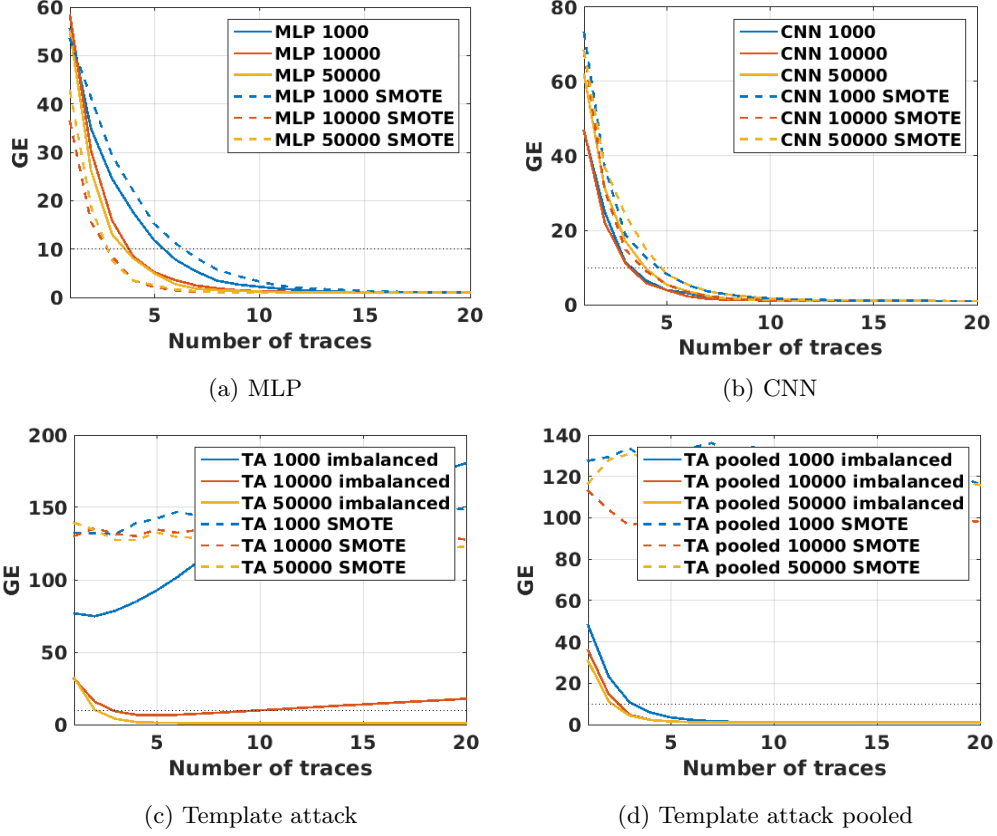 60
50
40
30
20
10
0
GE
MLP 1000
MLP 10000
MLP 50000
MLP 1000 SMOTE
MLP 10000 SMOTE
MLP 50000 SMOTE
5 10 15 20
Number of traces
(a) MLP
80
60
40
20
0
GE
CNN 1000
CNN 10000
CNN 50000
CNN 1000 SMOTE
CNN 10000 SMOTE
CNN 50000 SMOTE
5 10 15 20
Number of traces
(b) CNN
200
150
100
50
0
GE
TA 1000 imbalanced
TA 10000 imbalanced
TA 50000 imbalanced
TA 1000 SMOTE
TA 10000 SMOTE
TA 50000 SMOTE
5 10 15 20
Number of traces
(c) Template attack
140
120
100
80
60
40
20
0
GE
TA pooled 1000 imbalanced
TA pooled 10000 imbalanced
TA pooled 50000 imbalanced
TA pooled 1000 SMOTE
TA pooled 10000 SMOTE
TA pooled 50000 SMOTE
5 10 15 20
Number of traces
(d) Template attack pooled